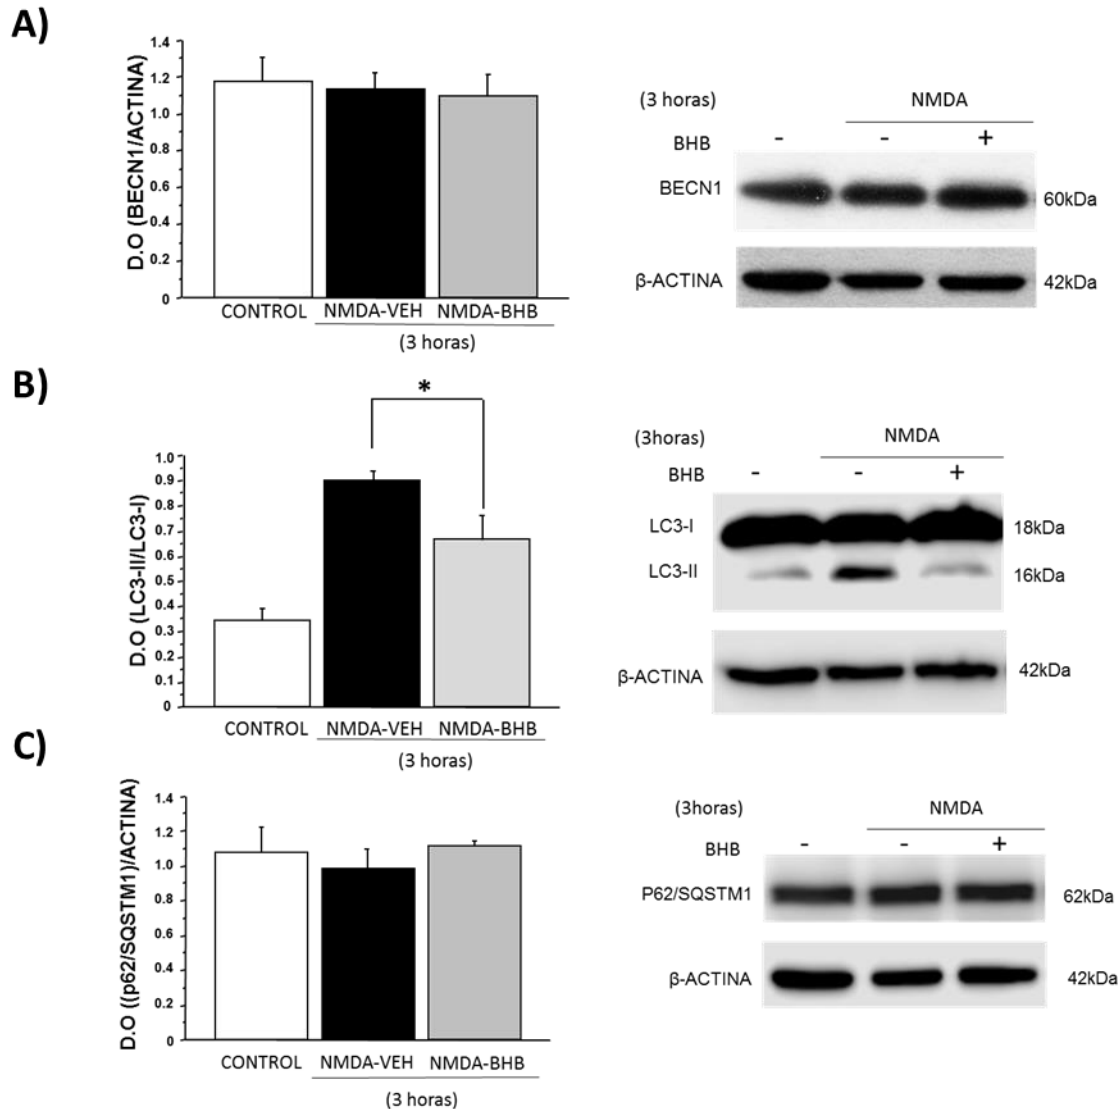 A)
D.O (BECN1/ACTINA)
1.4
1.2
1.0
0.8
0.6
0.4
0.2
0
CONTROL NMDA-VEH NMDA-BHB
(3 horas)
(3 horas) NMDA
BHB - - +
BECN1 60kDa
β-ACTINA 42kDa
B)
*
D.O (LC3-II/LC3-I)
1.0
0.9
0.8
0.7
0.6
0.5
0.4
0.3
0.2
0.1
0
CONTROL NMDA-VEH NMDA-BHB
(3 horas)
(3horas) NMDA
BHB - - +
LC3-I 18kDa
LC3-II 16kDa
β-ACTINA 42kDa
C)
D.O ((p62/SQSTM1)/ACTINA)
1.4
1.2
1.0
0.8
0.6
0.4
0.2
0
CONTROL NMDA-VEH NMDA-BHB
(3 horas)
(3horas) NMDA
BHB - - +
P62/SQSTM1 62kDa
β-ACTINA 42kDa